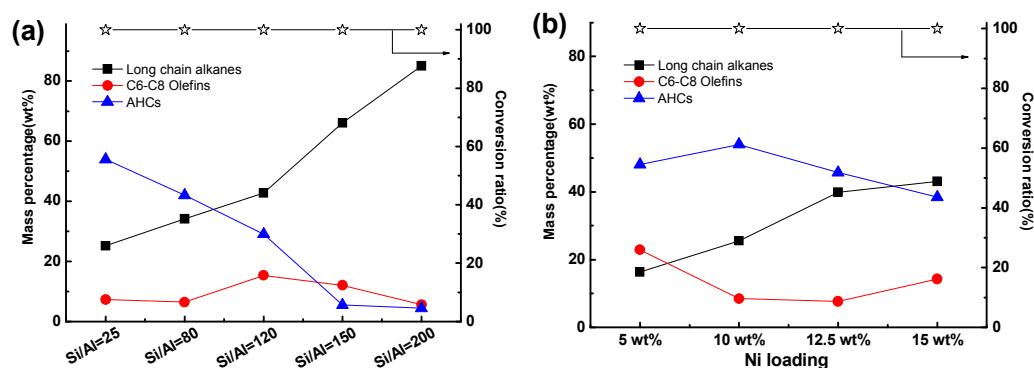 (a)
Mass percentage(wt%)
80
60
40
20
0
Long chain alkanes
C6-C8 Olefins
AHCs
100
80
60
40
20
0
Conversion ratio(%)
Si/Al=25
Si/Al=80
Si/Al=120
Si/Al=150
Si/Al=200
(b)
Mass percentage(wt%)
80
60
40
20
0
Long chain alkanes
C6-C8 Olefins
AHCs
100
80
60
40
20
0
Conversion ratio(%)
5 wt%
10 wt%
12.5 wt%
15 wt%
Ni loading